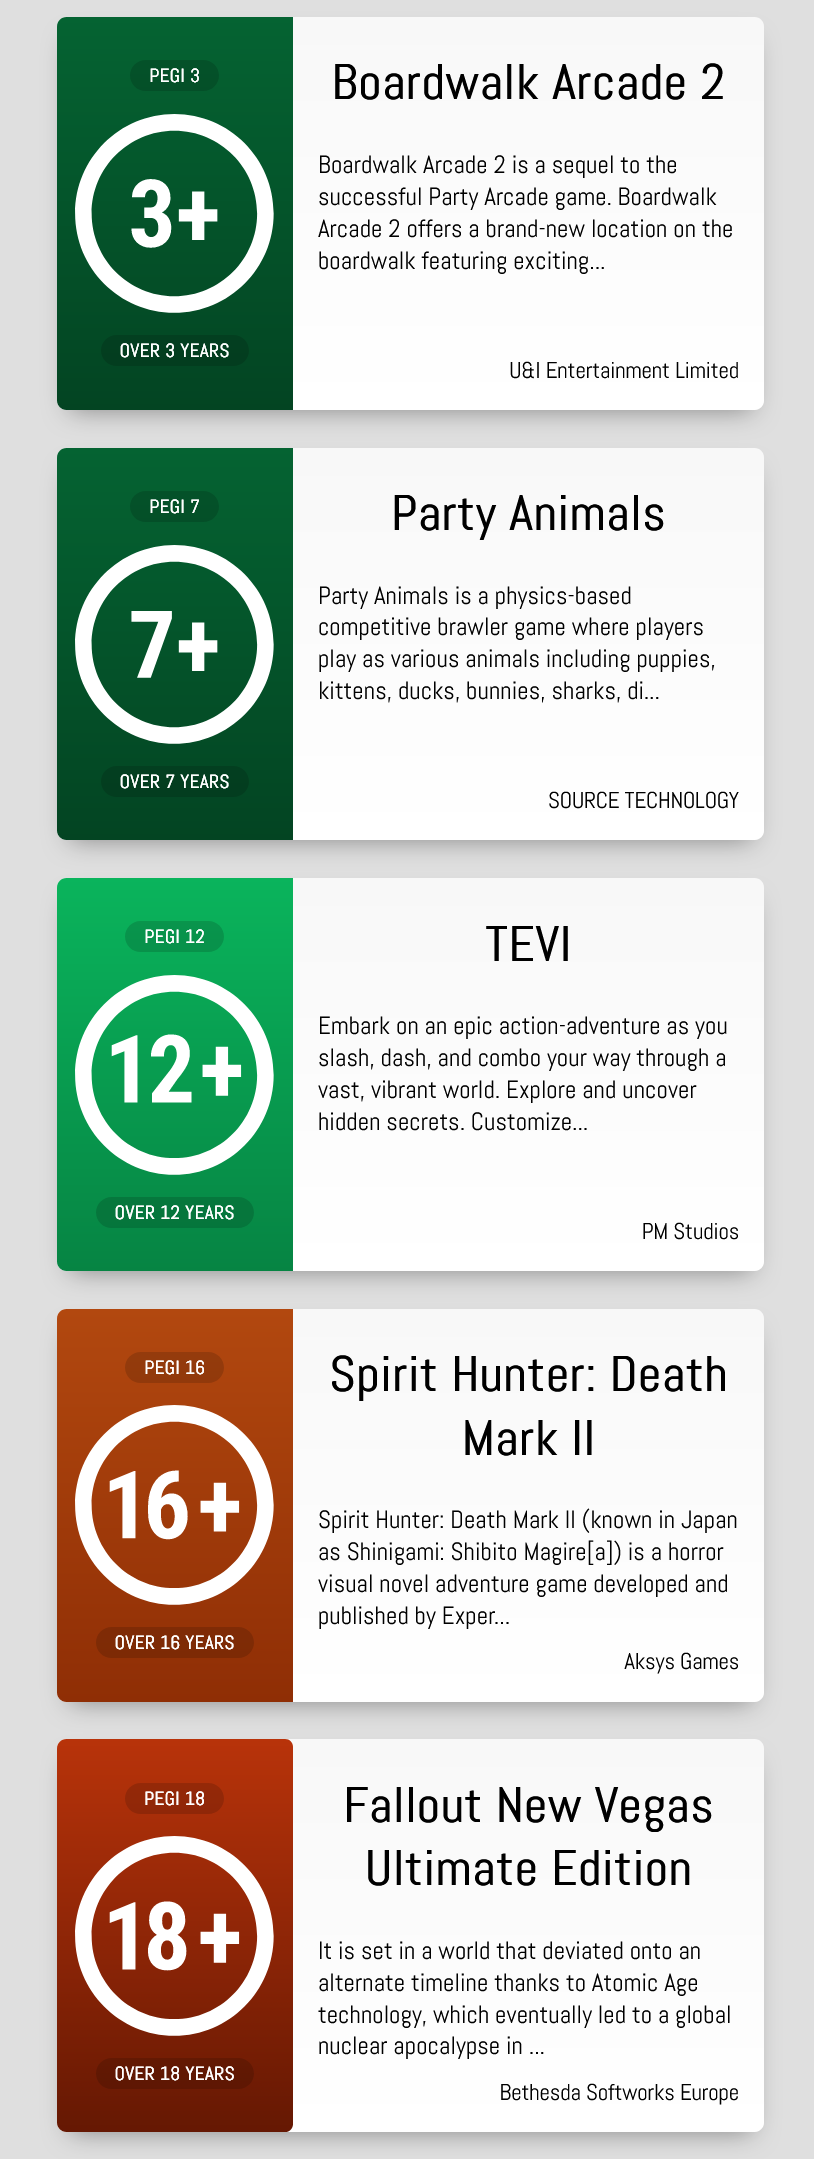 PEGI 3
3+
OVER 3 YEARS
Boardwalk Arcade 2
Boardwalk Arcade 2 is a sequel to the
successful Party Arcade game. Boardwalk
Arcade 2 offers a brand-new location on the
boardwalk featuring exciting...
U&I Entertainment Limited
PEGI 7
7+
OVER 7 YEARS
Party Animals
Party Animals is a physics-based
competitive brawler game where players
play as various animals including puppies,
kittens, ducks, bunnies, sharks, di...
SOURCE TECHNOLOGY
PEGI 12
12+
OVER 12 YEARS
TEVI
Embark on an epic action-adventure as you
slash, dash, and combo your way through a
vast, vibrant world. Explore and uncover
hidden secrets. Customize...
PM Studios
PEGI 16
16+
OVER 16 YEARS
Spirit Hunter: Death
Mark II
Spirit Hunter: Death Mark II (known in Japan
as Shinigami: Shibito Magire[a]) is a horror
visual novel adventure game developed and
published by Exper...
Aksys Games
PEGI 18
18+
OVER 18 YEARS
Fallout New Vegas
Ultimate Edition
It is set in a world that deviated onto an
alternate timeline thanks to Atomic Age
technology, which eventually led to a global
nuclear apocalypse in ...
Bethesda Softworks Europe